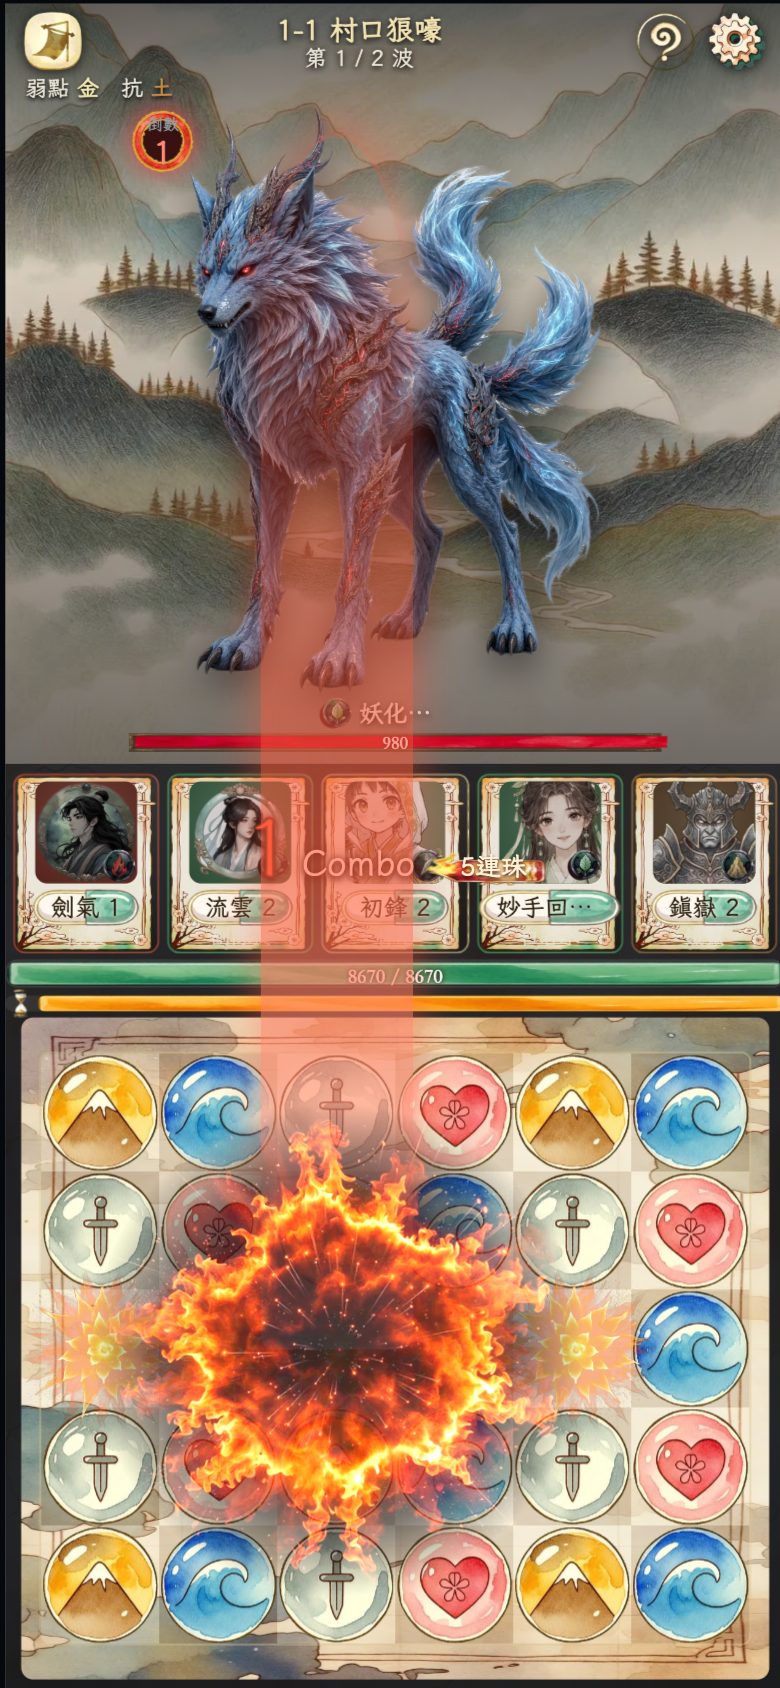 1-1 村口狼嚎
第 1 / 2 波
弱點 金 抗 土
倒數
1
妖化…
980
1 Combo 5連珠
劍氣 1
流雲 2
初鋒 2
妙手回…
鎮嶽 2
8670 / 8670